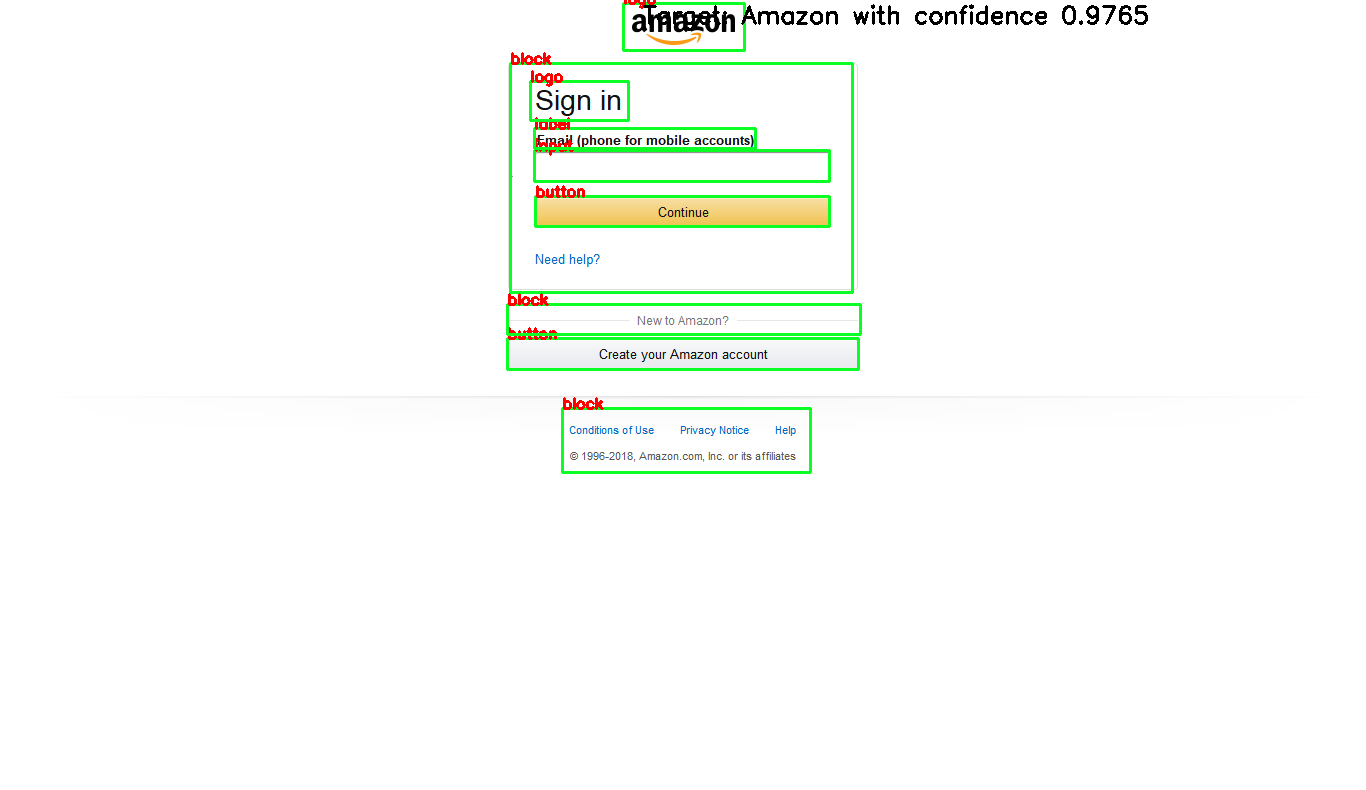 logo
Target: Amazon with confidence 0.9765
amazon
block
logo
Sign in
label
Email (phone for mobile accounts)
input
button
Continue
Need help?
block
New to Amazon?
button
Create your Amazon account
block
Conditions of Use Privacy Notice Help
© 1996-2018, Amazon.com, Inc. or its affiliates